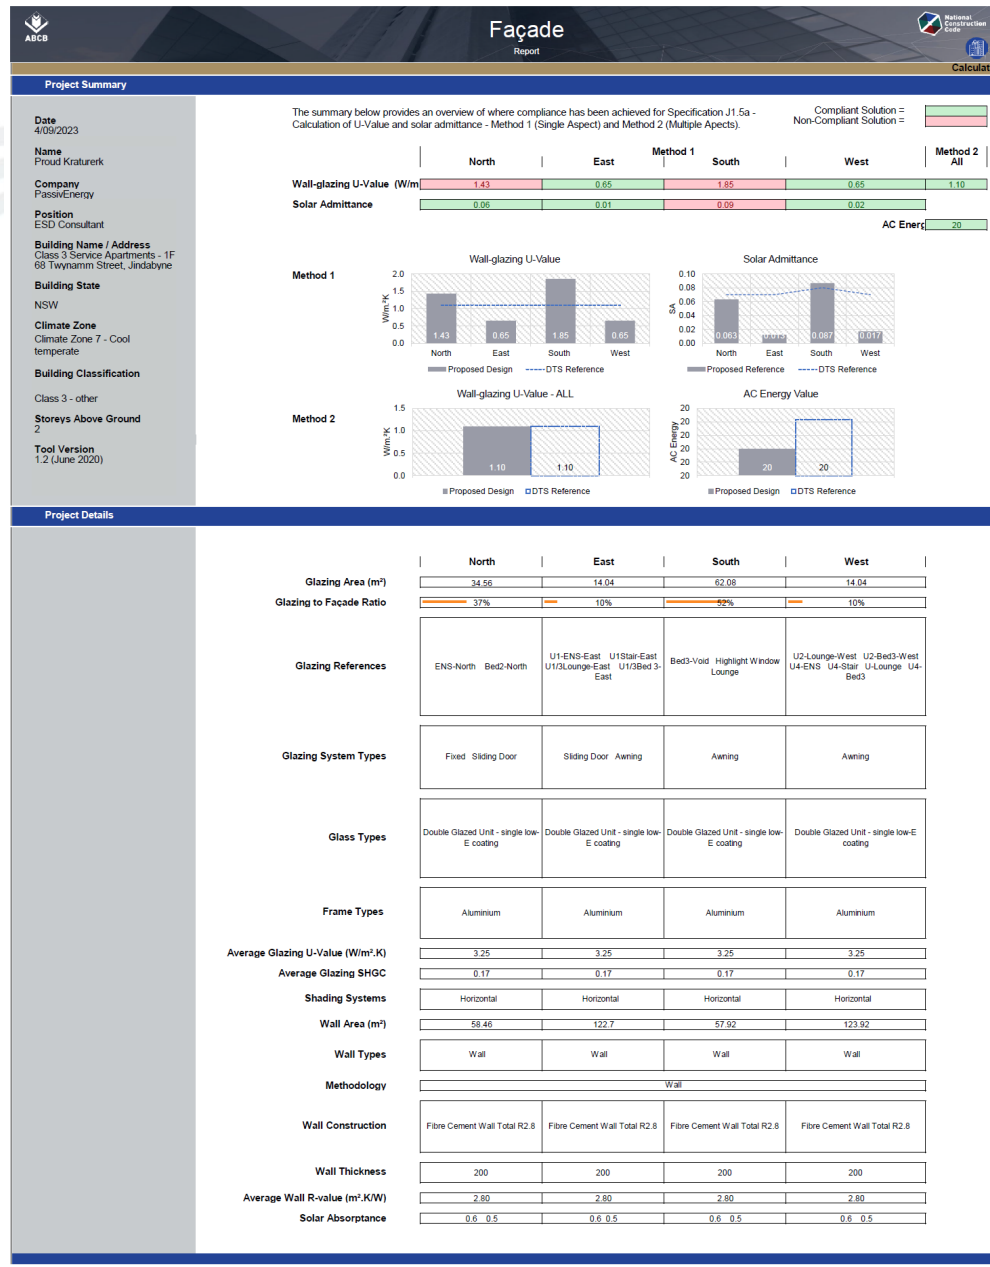 ABCB
Façade
Report
National
Construction
Code
Calculat
Project Summary
Date
4/09/2023
Name
Proud Kraturerk
Company
PassivEnergy
Position
ESD Consultant
Building Name / Address
Class 3 Service Apartments - 1F
68 Twynamm Street, Jindabyne
Building State
NSW
Climate Zone
Climate Zone 7 - Cool
temperate
Building Classification
Class 3 - other
Storeys Above Ground
2
Tool Version
1.2 (June 2020)
The summary below provides an overview of where compliance has been achieved for Specification J1.5a -
Calculation of U-Value and solar admittance - Method 1 (Single Aspect) and Method 2 (Multiple Apects).
Compliant Solution =
Non-Compliant Solution =
Method 1 Method 2
North East South West All
Wall-glazing U-Value (W/m 1.43 0.65 1.85 0.65 1.10
Solar Admittance 0.06 0.01 0.09 0.02
AC Energ 20
Method 1
Wall-glazing U-Value
W/m.²K
2.0
1.5
1.0
0.5
0.0
1.43 0.65 1.85 0.65
North East South West
Proposed Design DTS Reference
Solar Admittance
SA
0.10
0.08
0.06
0.04
0.02
0.00
0.063 0.013 0.087 0.017
North East South West
Proposed Reference DTS Reference
Method 2
Wall-glazing U-Value - ALL
W/m.²K
1.5
1.0
0.5
0.0
1.10 1.10
Proposed Design DTS Reference
AC Energy Value
AC Energy
20
20
20
20
20
20
20 20
Proposed Design DTS Reference
Project Details
North East South West
Glazing Area (m²) 34.56 14.04 62.08 14.04
Glazing to Façade Ratio 37% 10% 52% 10%
Glazing References
ENS-North Bed2-North
U1-ENS-East U1Stair-East
U1/3Lounge-East U1/3Bed 3-
East
Bed3-Void Highlight Window
Lounge
U2-Lounge-West U2-Bed3-West
U4-ENS U4-Stair U-Lounge U4-
Bed3
Glazing System Types Fixed Sliding Door Sliding Door Awning Awning Awning
Glass Types
Double Glazed Unit - single low-
E coating
Double Glazed Unit - single low-
E coating
Double Glazed Unit - single low-
E coating
Double Glazed Unit - single low-E
coating
Frame Types Aluminium Aluminium Aluminium Aluminium
Average Glazing U-Value (W/m².K) 3.25 3.25 3.25 3.25
Average Glazing SHGC 0.17 0.17 0.17 0.17
Shading Systems Horizontal Horizontal Horizontal Horizontal
Wall Area (m²) 58.46 122.7 57.92 123.92
Wall Types Wall Wall Wall Wall
Methodology Wall
Wall Construction Fibre Cement Wall Total R2.8 Fibre Cement Wall Total R2.8 Fibre Cement Wall Total R2.8 Fibre Cement Wall Total R2.8
Wall Thickness 200 200 200 200
Average Wall R-value (m².K/W) 2.80 2.80 2.80 2.80
Solar Absorptance 0.6 0.5 0.6 0.5 0.6 0.5 0.6 0.5